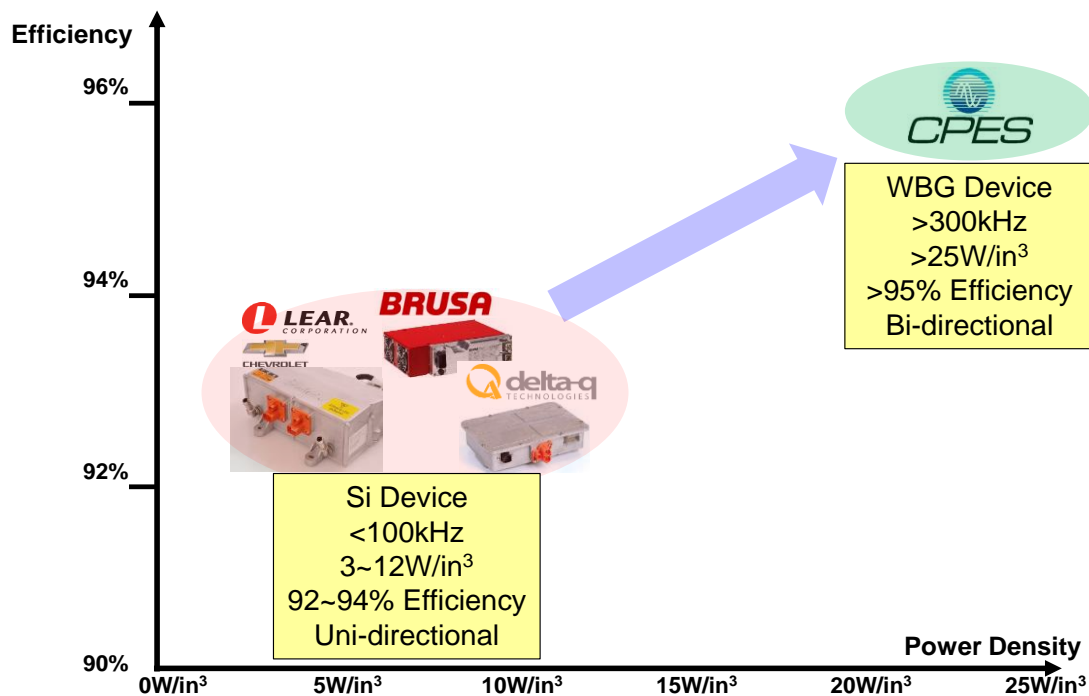 Efficiency
96%
94%
92%
90%
CPES
WBG Device
>300kHz
>25W/in³
>95% Efficiency
Bi-directional
LEAR.
CORPORATION
CHEVROLET
BRUSA
delta-q
TECHNOLOGIES
Si Device
<100kHz
3~12W/in³
92~94% Efficiency
Uni-directional
Power Density
0W/in³
5W/in³
10W/in³
15W/in³
20W/in³
25W/in³